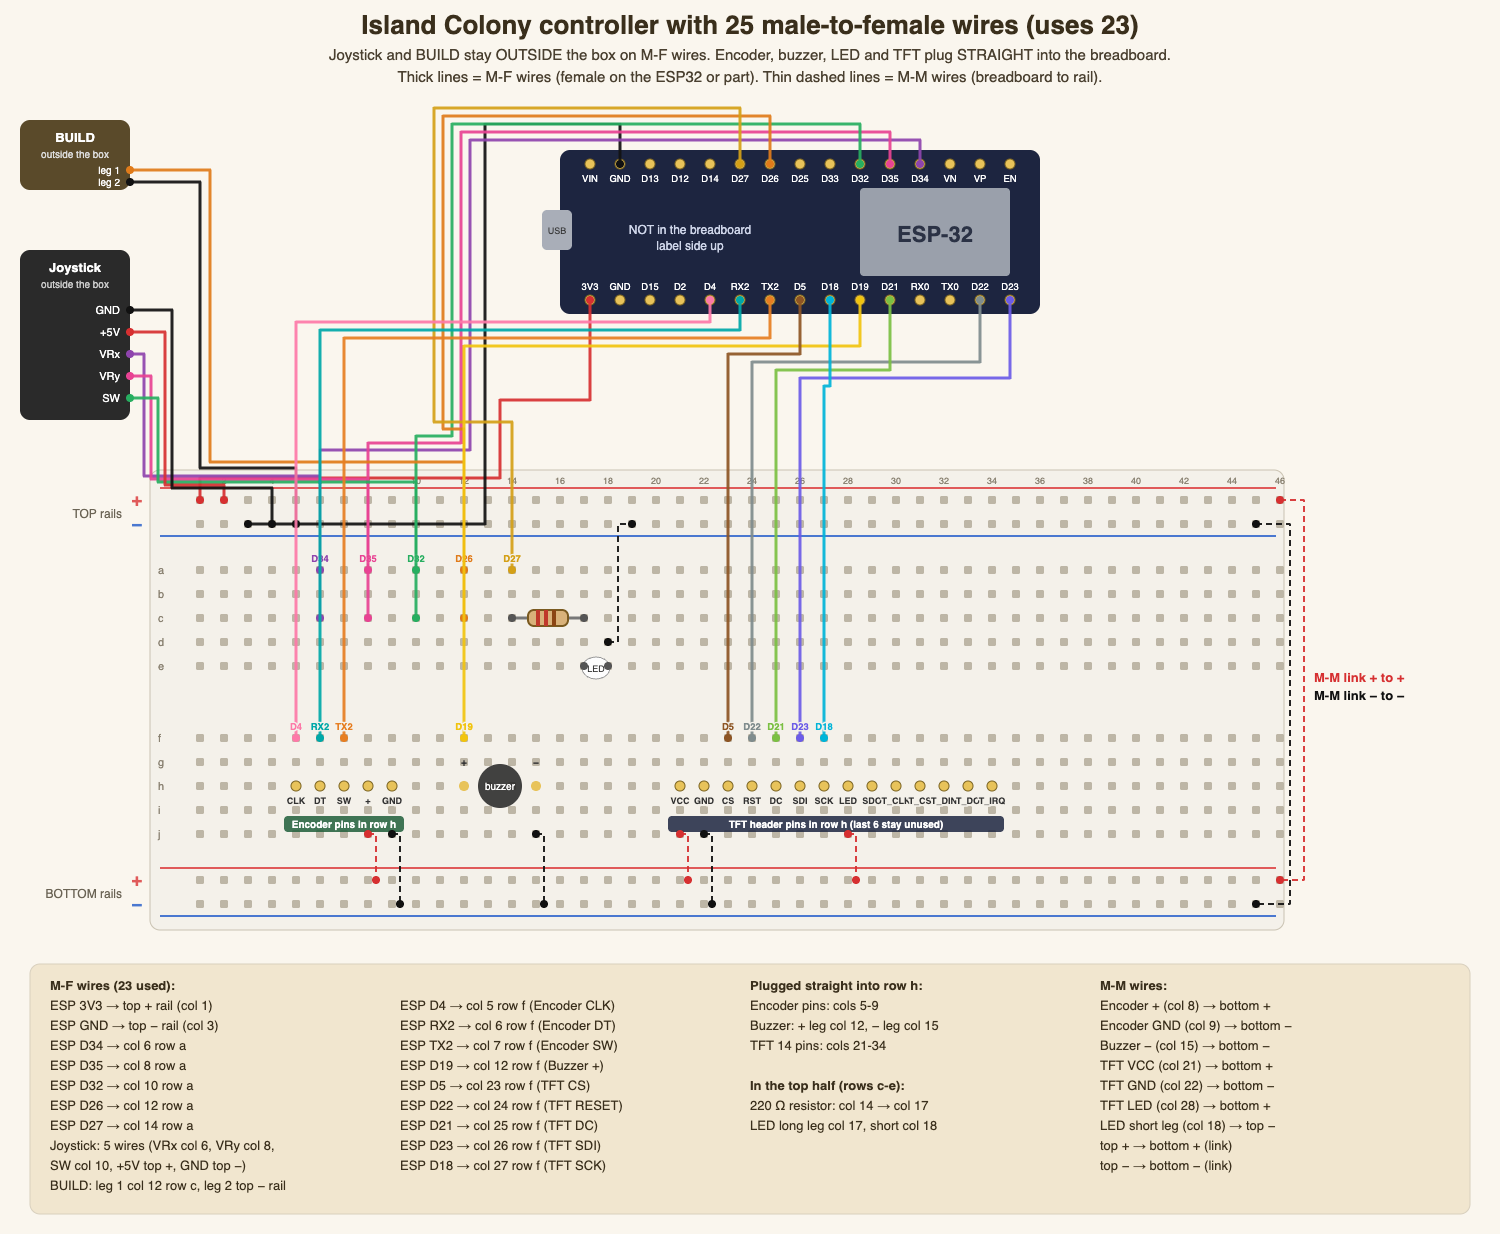 Island Colony controller with 25 male-to-female wires (uses 23)
Joystick and BUILD stay OUTSIDE the box on M-F wires. Encoder, buzzer, LED and TFT plug STRAIGHT into the breadboard.
Thick lines = M-F wires (female on the ESP32 or part). Thin dashed lines = M-M wires (breadboard to rail).
BUILD
outside the box
leg 1
leg 2
VIN GND D13 D12 D14 D27 D26 D25 D33 D32 D35 D34 VN VP EN
USB
NOT in the breadboard
label side up
ESP-32
3V3 GND D15 D2 D4 RX2 TX2 D5 D18 D19 D21 RX0 TX0 D22 D23
Joystick
outside the box
GND
+5V
VRx
VRy
SW
10 12 14 16 18 20 22 24 26 28 30 32 34 36 38 40 42 44 46
+
TOP rails
−
D34 D35 D32 D26 D27
a
b
c
d
e
LED
M-M link + to +
M-M link – to –
D4 RX2 TX2 D19 D5 D22 D21 D23 D18
f
g + −
h buzzer
CLK DT SW + GND VCC GND CS RST DC SDI SCK LED
i
Encoder pins in row h TFT header pins in row h (last 6 stay unused)
j
+
BOTTOM rails
−
M-F wires (23 used):
ESP 3V3 → top + rail (col 1)
ESP GND → top – rail (col 3)
ESP D34 → col 6 row a
ESP D35 → col 8 row a
ESP D32 → col 10 row a
ESP D26 → col 12 row a
ESP D27 → col 14 row a
Joystick: 5 wires (VRx col 6, VRy col 8,
SW col 10, +5V top +, GND top –)
BUILD: leg 1 col 12 row c, leg 2 top – rail
ESP D4 → col 5 row f (Encoder CLK)
ESP RX2 → col 6 row f (Encoder DT)
ESP TX2 → col 7 row f (Encoder SW)
ESP D19 → col 12 row f (Buzzer +)
ESP D5 → col 23 row f (TFT CS)
ESP D22 → col 24 row f (TFT RESET)
ESP D21 → col 25 row f (TFT DC)
ESP D23 → col 26 row f (TFT SDI)
ESP D18 → col 27 row f (TFT SCK)
Plugged straight into row h:
Encoder pins: cols 5-9
Buzzer: + leg col 12, – leg col 15
TFT 14 pins: cols 21-34
In the top half (rows c-e):
220 Ω resistor: col 14 → col 17
LED long leg col 17, short col 18
M-M wires:
Encoder + (col 8) → bottom +
Encoder GND (col 9) → bottom –
Buzzer – (col 15) → bottom –
TFT VCC (col 21) → bottom +
TFT GND (col 22) → bottom –
TFT LED (col 28) → bottom +
LED short leg (col 18) → top –
top + → bottom + (link)
top – → bottom – (link)